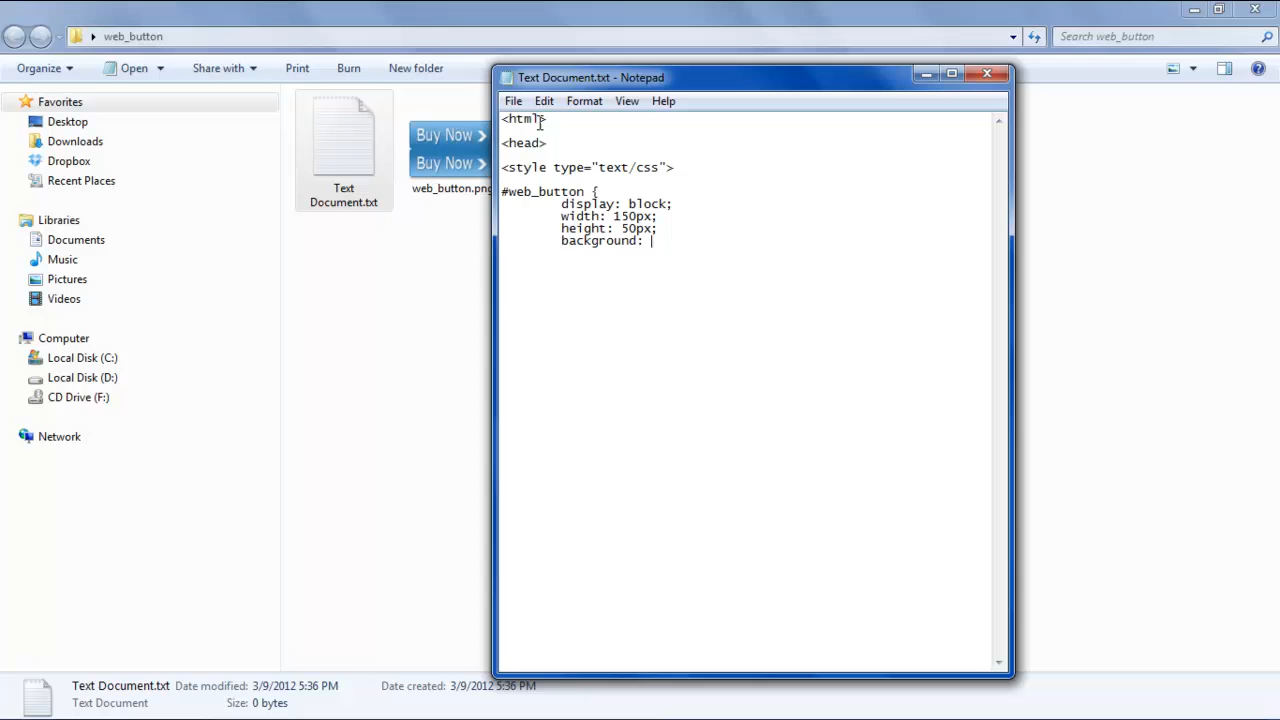 web_button
Search web_button
Organize
Open
Share with
Print
Burn
New folder
Favorites
Desktop
Downloads
Dropbox
Recent Places
Libraries
Documents
Music
Pictures
Videos
Computer
Local Disk (C:)
Local Disk (D:)
CD Drive (F:)
Network
Text
Document.txt
Buy Now
Buy Now
web_button.png
Text Document.txt - Notepad
File Edit Format View Help
<html>
<head>
<style type="text/css">
#web_button {
display: block;
width: 150px;
height: 50px;
background:
Text Document.txt Date modified: 3/9/2012 5:36 PM Date created: 3/9/2012 5:36 PM
Text Document Size: 0 bytes